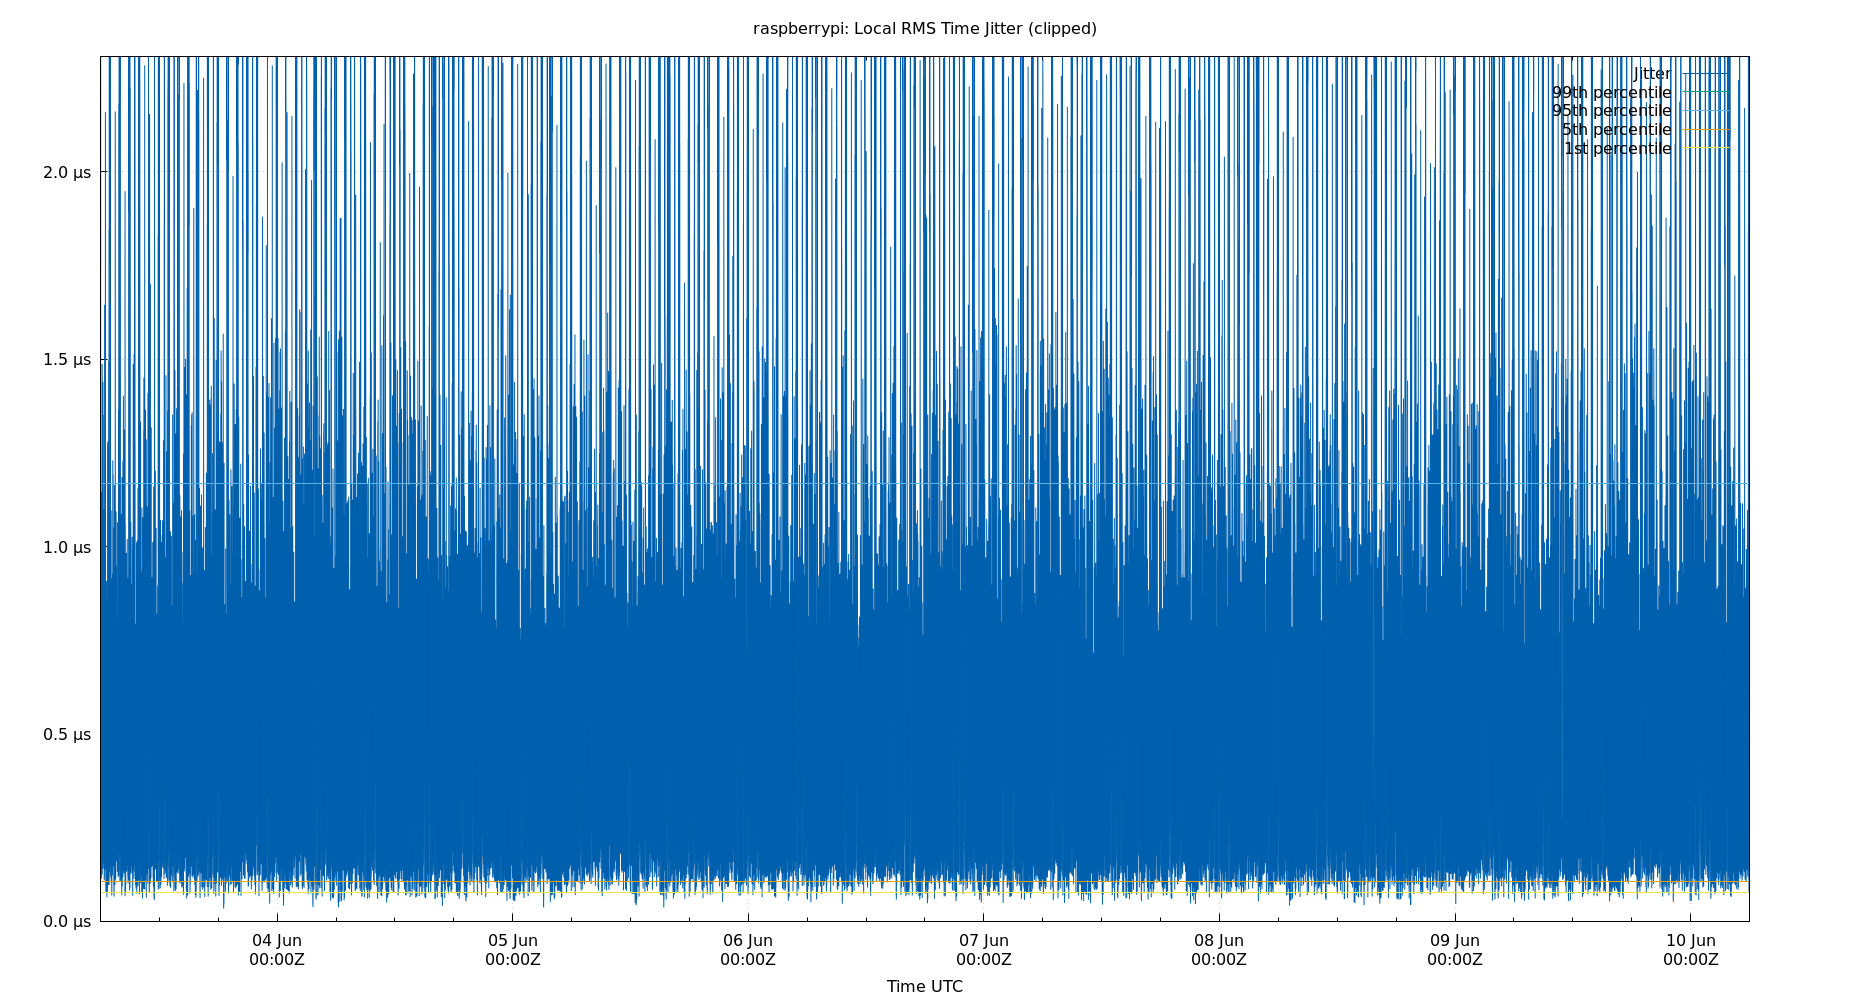 raspberrypi: Local RMS Time Jitter (clipped)
Jitter
99th percentile
95th percentile
5th percentile
1st percentile
2.0 µs
1.5 µs
1.0 µs
0.5 µs
0.0 µs
04 Jun 05 Jun 06 Jun 07 Jun 08 Jun 09 Jun 10 Jun
00:00Z 00:00Z 00:00Z 00:00Z 00:00Z 00:00Z 00:00Z
Time UTC